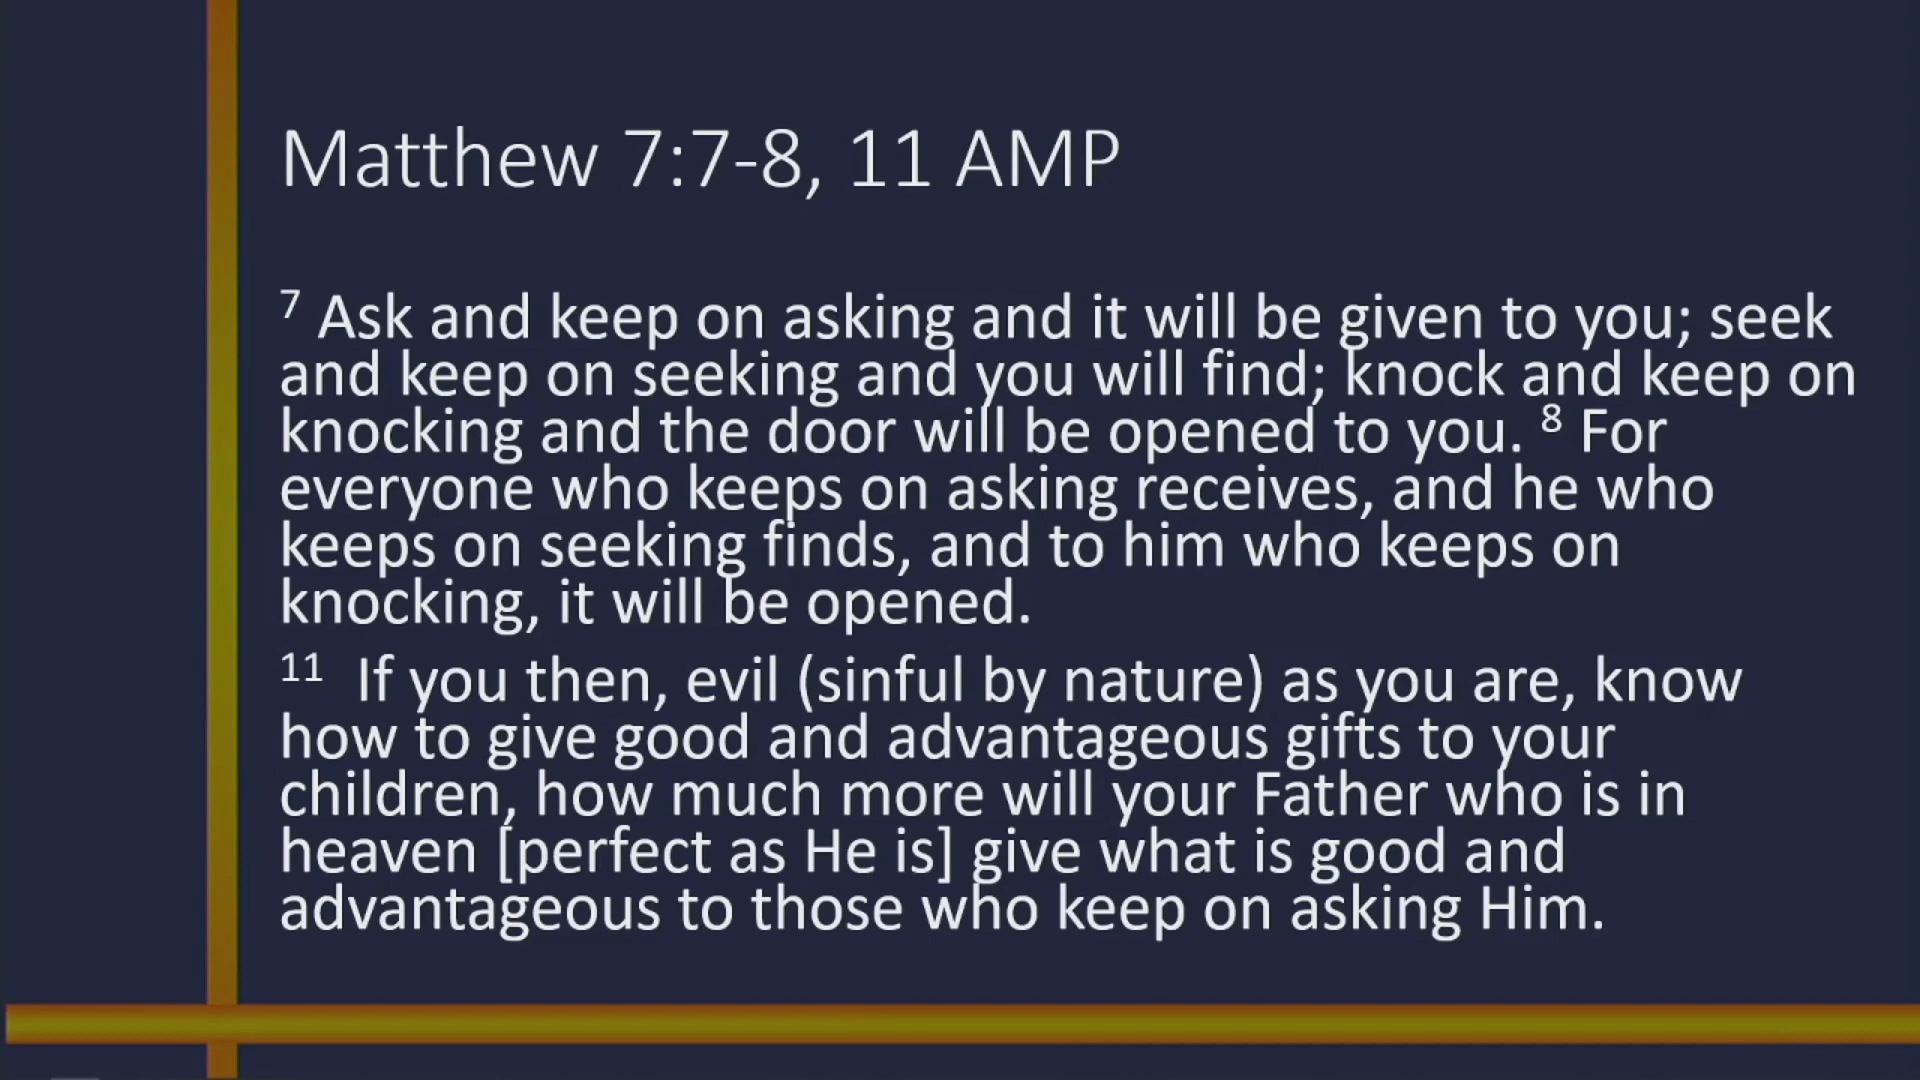 Matthew 7:7-8, 11 AMP
7 Ask and keep on asking and it will be given to you; seek
and keep on seeking and you will find; knock and keep on
knocking and the door will be opened to you. 8 For
everyone who keeps on asking receives, and he who
keeps on seeking finds, and to him who keeps on
knocking, it will be opened.
11 If you then, evil (sinful by nature) as you are, know
how to give good and advantageous gifts to your
children, how much more will your Father who is in
heaven [perfect as He is] give what is good and
advantageous to those who keep on asking Him.